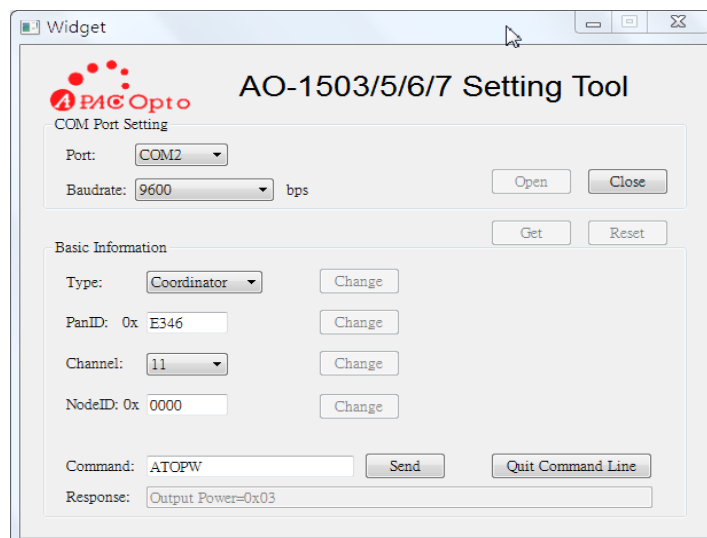 Widget
APAC Opto
AO-1503/5/6/7 Setting Tool
COM Port Setting
Port: COM2
Baudrate: 9600 bps
Open Close
Get Reset
Basic Information
Type: Coordinator Change
PanID: 0x E346 Change
Channel: 11 Change
NodeID: 0x 0000 Change
Command: ATOPW Send Quit Command Line
Response: Output Power=0x03